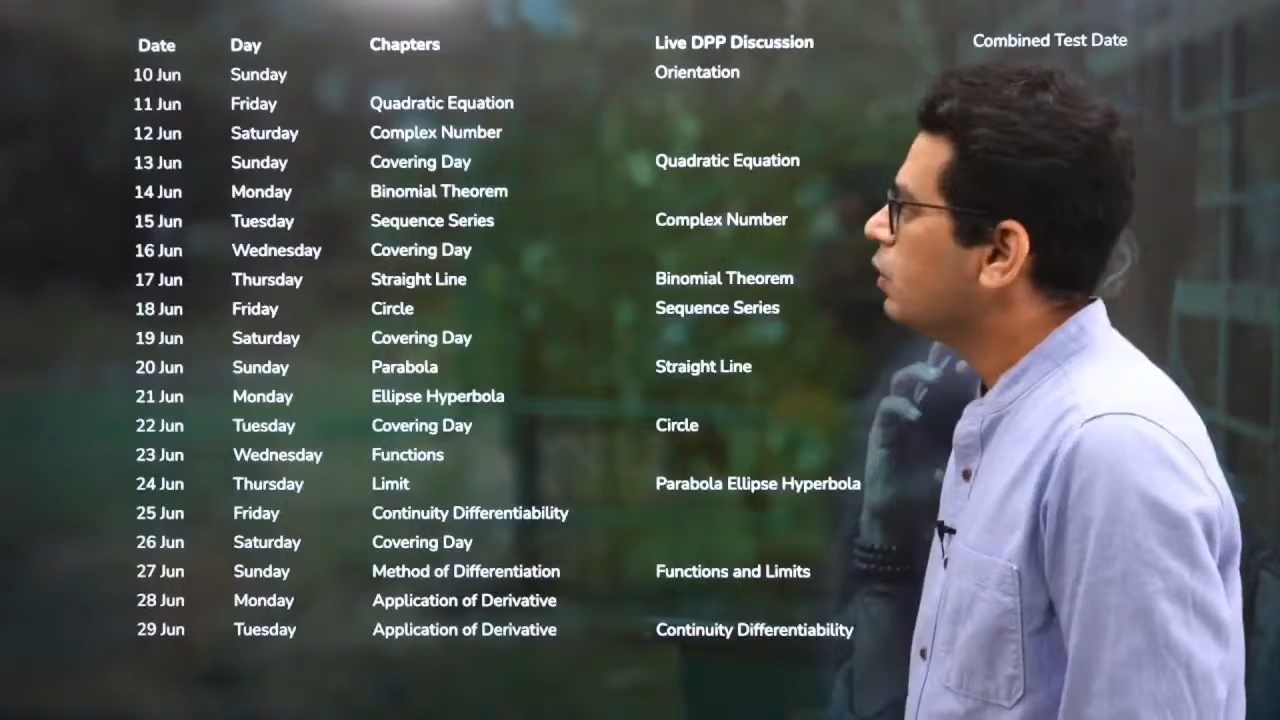 Date Day Chapters Live DPP Discussion Combined Test Date
10 Jun Sunday Orientation
11 Jun Friday Quadratic Equation
12 Jun Saturday Complex Number
13 Jun Sunday Covering Day Quadratic Equation
14 Jun Monday Binomial Theorem
15 Jun Tuesday Sequence Series Complex Number
16 Jun Wednesday Covering Day
17 Jun Thursday Straight Line Binomial Theorem
18 Jun Friday Circle Sequence Series
19 Jun Saturday Covering Day
20 Jun Sunday Parabola Straight Line
21 Jun Monday Ellipse Hyperbola
22 Jun Tuesday Covering Day Circle
23 Jun Wednesday Functions
24 Jun Thursday Limit Parabola Ellipse Hyperbola
25 Jun Friday Continuity Differentiability
26 Jun Saturday Covering Day
27 Jun Sunday Method of Differentiation Functions and Limits
28 Jun Monday Application of Derivative
29 Jun Tuesday Application of Derivative Continuity Differentiability